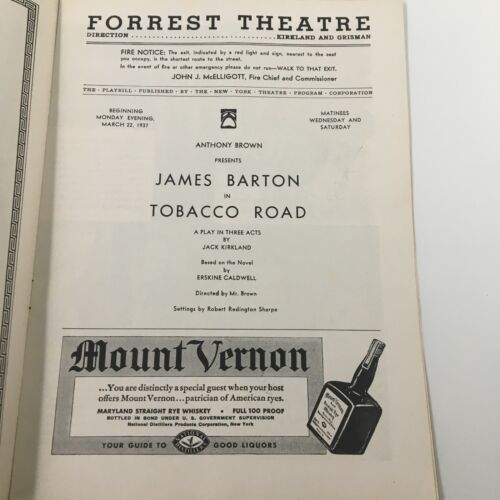 FORREST THEATRE
DIRECTION ............ KIRKLAND AND GRISMAN
FIRE NOTICE: The exit, indicated by a red light and sign, nearest to the seat
you occupy, is the shortest route to the street.
In the event of fire or other emergency please do not run—WALK TO THAT EXIT.
JOHN J. McELLIGOTT, Fire Chief and Commissioner
THE · PLAYBILL · PUBLISHED · BY · THE · NEW · YORK · THEATRE · PROGRAM · CORPORATION
BEGINNING
MONDAY EVENING,
MARCH 22, 1937
MATINEES
WEDNESDAY AND
SATURDAY
ANTHONY BROWN
PRESENTS
JAMES BARTON
IN
TOBACCO ROAD
A PLAY IN THREE ACTS
BY
JACK KIRKLAND
Based on the Novel
by
ERSKINE CALDWELL
Directed by Mr. Brown
Settings by Robert Redington Sharpe
Mount Vernon
...You are distinctly a special guest when your host
offers Mount Vernon...patrician of American ryes.
MARYLAND STRAIGHT RYE WHISKEY · FULL 100 PROOF
BOTTLED IN BOND UNDER U. S. GOVERNMENT SUPERVISION
National Distillers Products Corporation, New York
YOUR GUIDE TO NATIONAL DISTILLERS GOOD LIQUORS
Mount Vernon